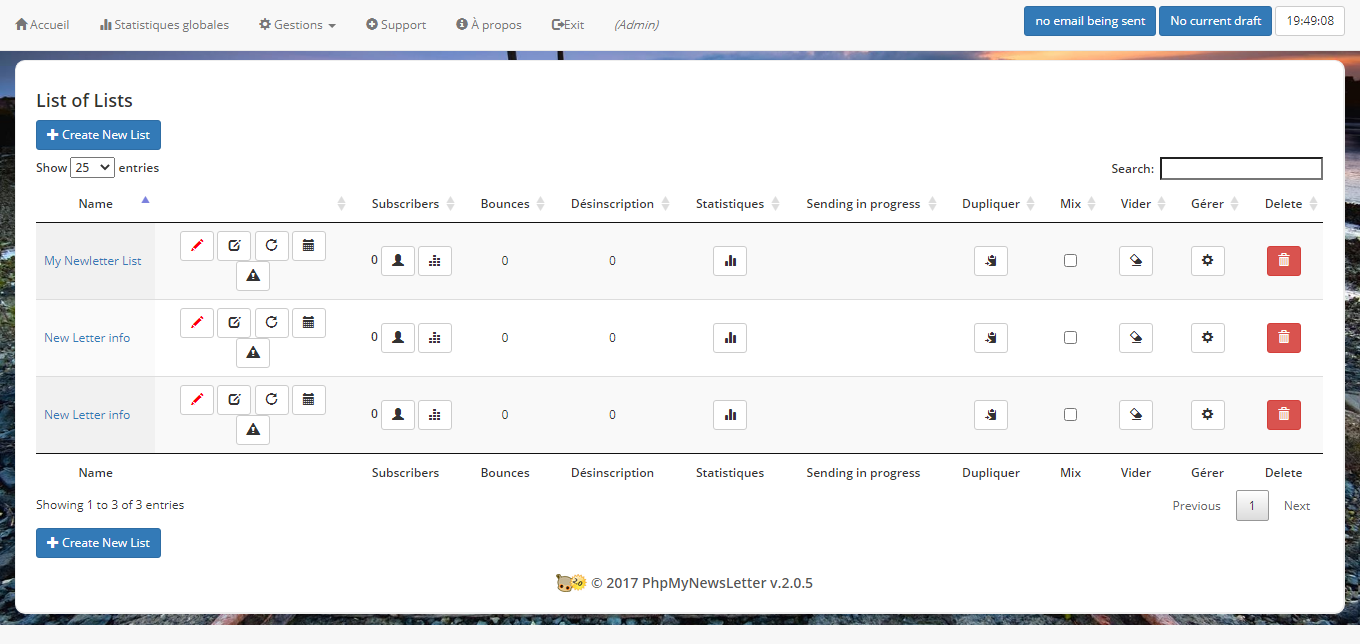 Accueil Statistiques globales Gestions Support À propos Exit (Admin) no email being sent No current draft 19:49:08
List of Lists
Create New List
Show 25 entries Search:
Name Subscribers Bounces Désinscription Statistiques Sending in progress Dupliquer Mix Vider Gérer Delete
My Newletter List 0 0 0
New Letter info 0 0 0
New Letter info 0 0 0
Name Subscribers Bounces Désinscription Statistiques Sending in progress Dupliquer Mix Vider Gérer Delete
Showing 1 to 3 of 3 entries Previous 1 Next
Create New List
© 2017 PhpMyNewsLetter v.2.0.5